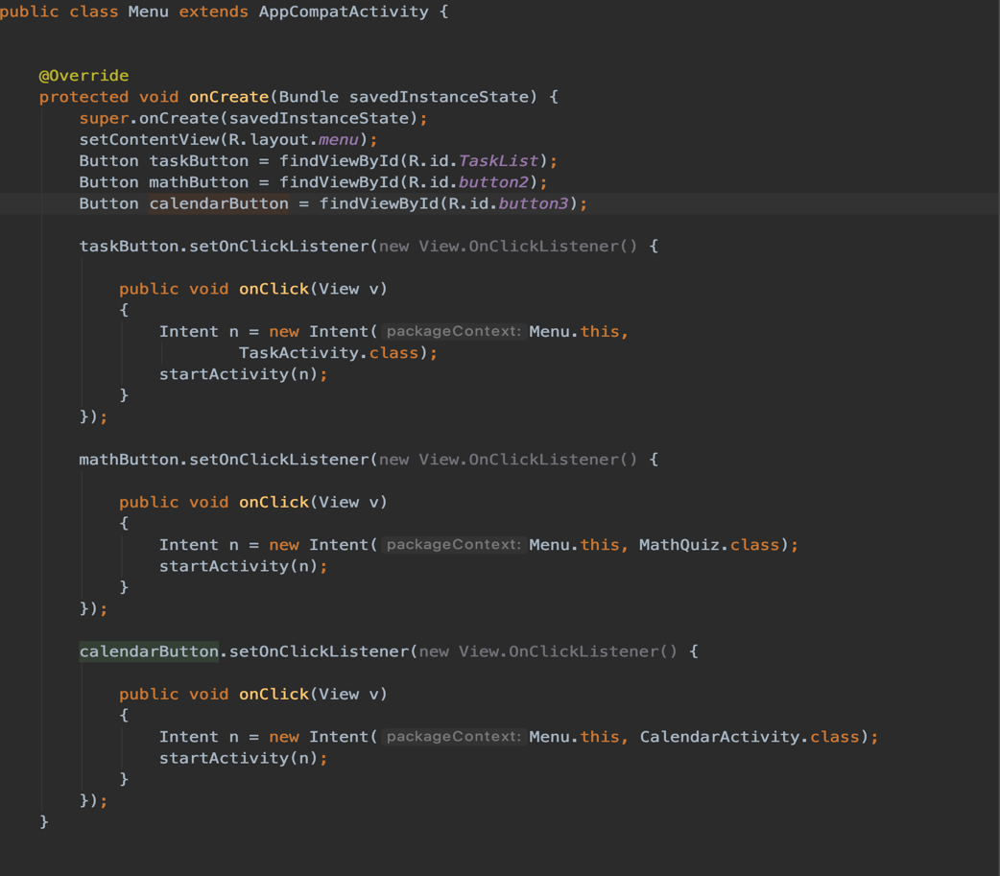 public class Menu extends AppCompatActivity {
@Override
protected void onCreate(Bundle savedInstanceState) {
super.onCreate(savedInstanceState);
setContentView(R.layout.menu);
Button taskButton = findViewById(R.id.TaskList);
Button mathButton = findViewById(R.id.button2);
Button calendarButton = findViewById(R.id.button3);
taskButton.setOnClickListener(new View.OnClickListener() {
public void onClick(View v)
{
Intent n = new Intent( packageContext: Menu.this,
TaskActivity.class);
startActivity(n);
}
});
mathButton.setOnClickListener(new View.OnClickListener() {
public void onClick(View v)
{
Intent n = new Intent( packageContext: Menu.this, MathQuiz.class);
startActivity(n);
}
});
calendarButton.setOnClickListener(new View.OnClickListener() {
public void onClick(View v)
{
Intent n = new Intent( packageContext: Menu.this, CalendarActivity.class);
startActivity(n);
}
});
}